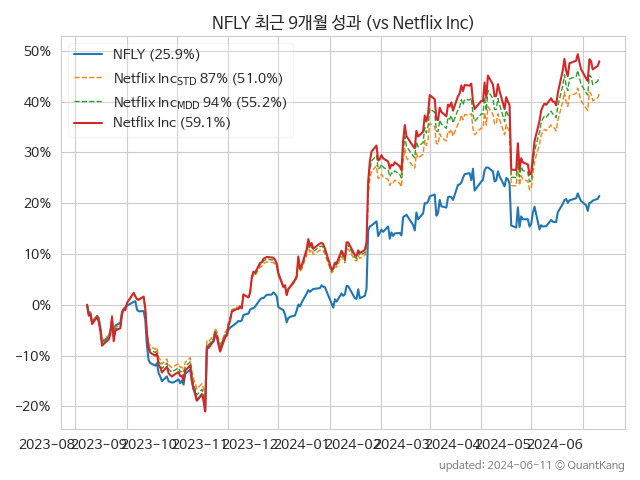 NFLY 최근 9개월 성과 (vs Netflix Inc)
NFLY (25.9%)
Netflix IncSTD 87% (51.0%)
Netflix IncMDD 94% (55.2%)
Netflix Inc (59.1%)
50%
40%
30%
20%
10%
0%
−10%
−20%
2023-08 2023-09 2023-10 2023-11 2023-12 2024-01 2024-02 2024-03 2024-04 2024-05 2024-06
updated: 2024-06-11 © QuantKang